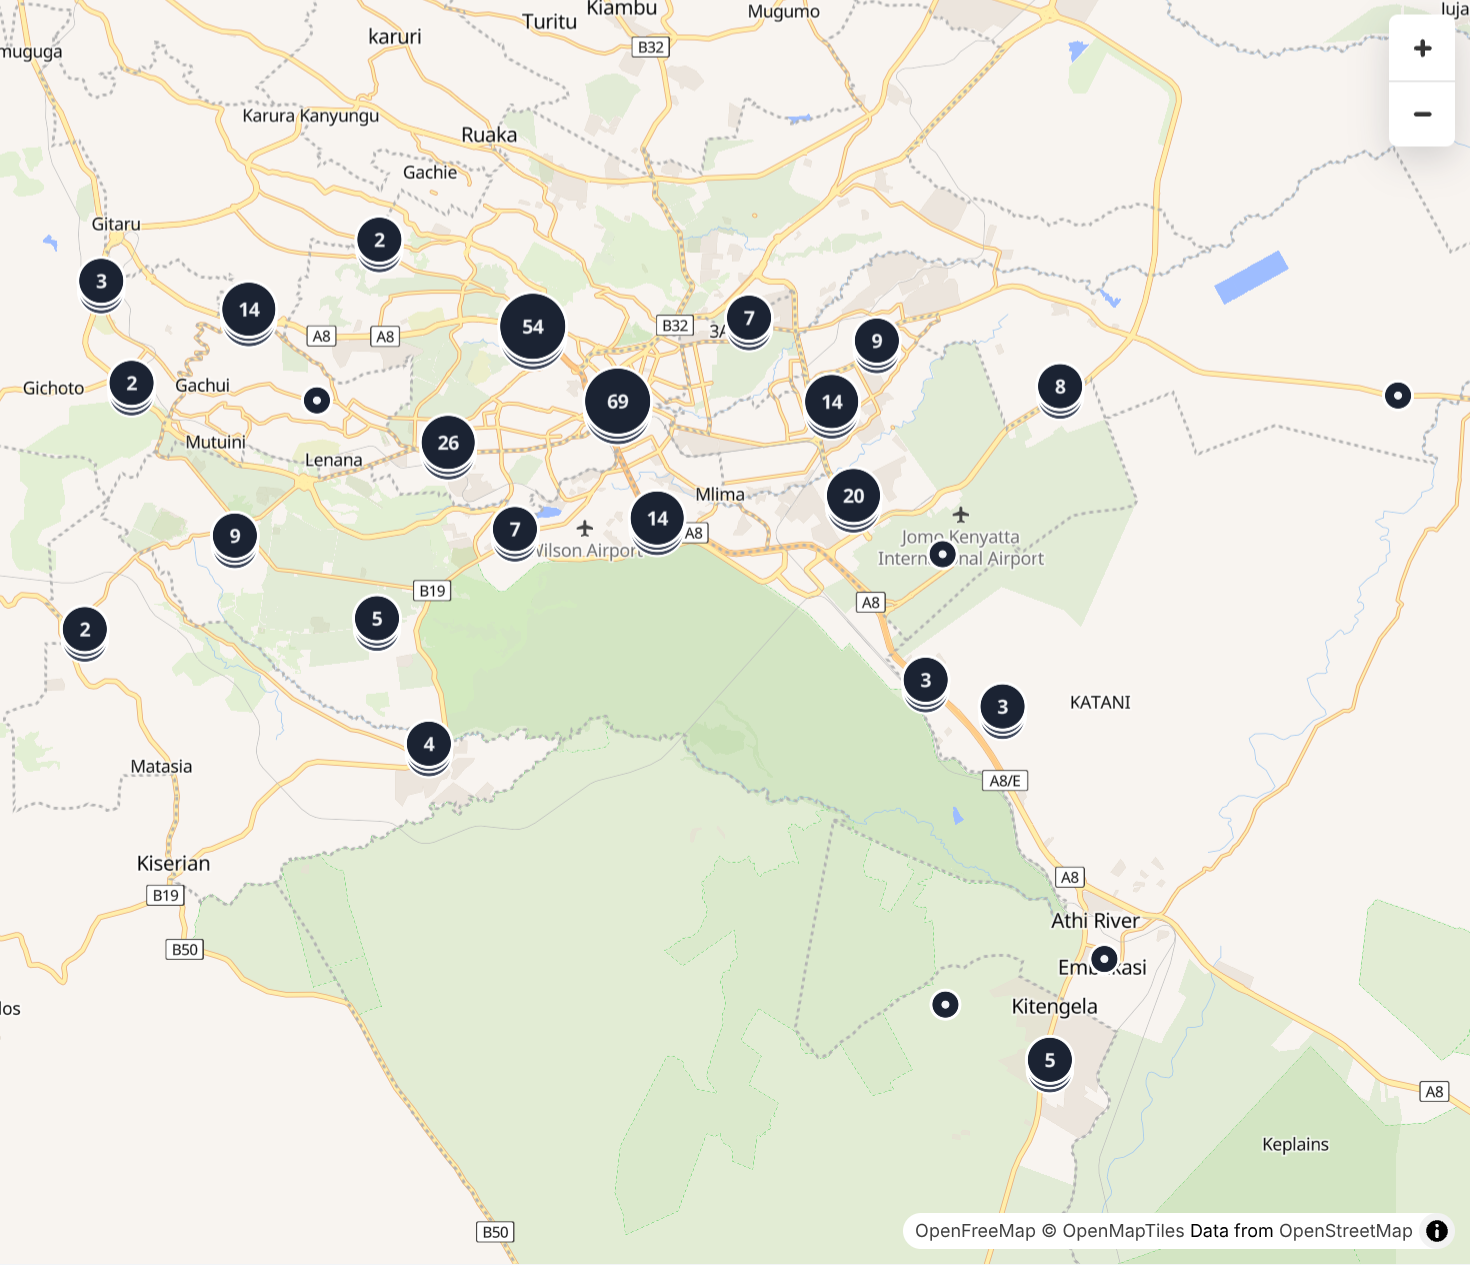 Kiambu
Mugumo
Turitu
karuri
B32
muguga
+
−
Karura Kanyungu
Ruaka
Gachie
Gitaru
2
3
14
54
7
B32
A8
A8
9
Gichoto
2
Gachui
69
14
8
Mutuini
26
Lenana
Mlima
20
14
7
A8
9
Wilson Airport
Jomo Kenyatta
International Airport
B19
A8
5
2
3
3
KATANI
4
Matasia
A8/E
Kiserian
A8
B19
Athi River
B50
Kitengela
5
A8
Keplains
B50
OpenFreeMap © OpenMapTiles Data from OpenStreetMap
i